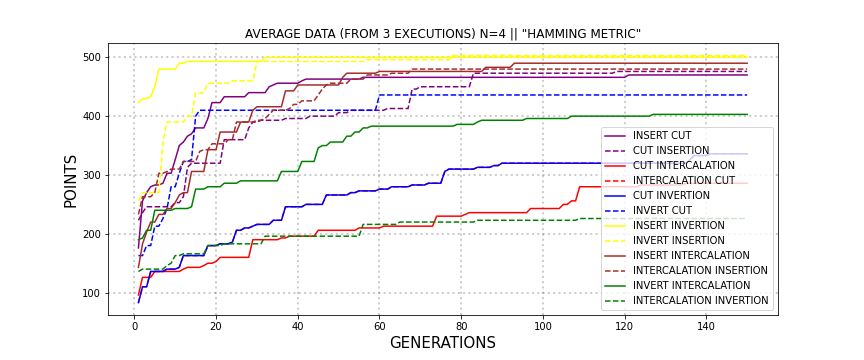 AVERAGE DATA (FROM 3 EXECUTIONS) N=4 || "HAMMING METRIC"
POINTS
500
400
300
200
100
INSERT CUT
CUT INSERTION
CUT INTERCALATION
INTERCALATION CUT
CUT INVERTION
INVERT CUT
INSERT INVERTION
INVERT INSERTION
INSERT INTERCALATION
INTERCALATION INSERTION
INVERT INTERCALATION
INTERCALATION INVERTION
0 20 40 60 80 100 120 140
GENERATIONS